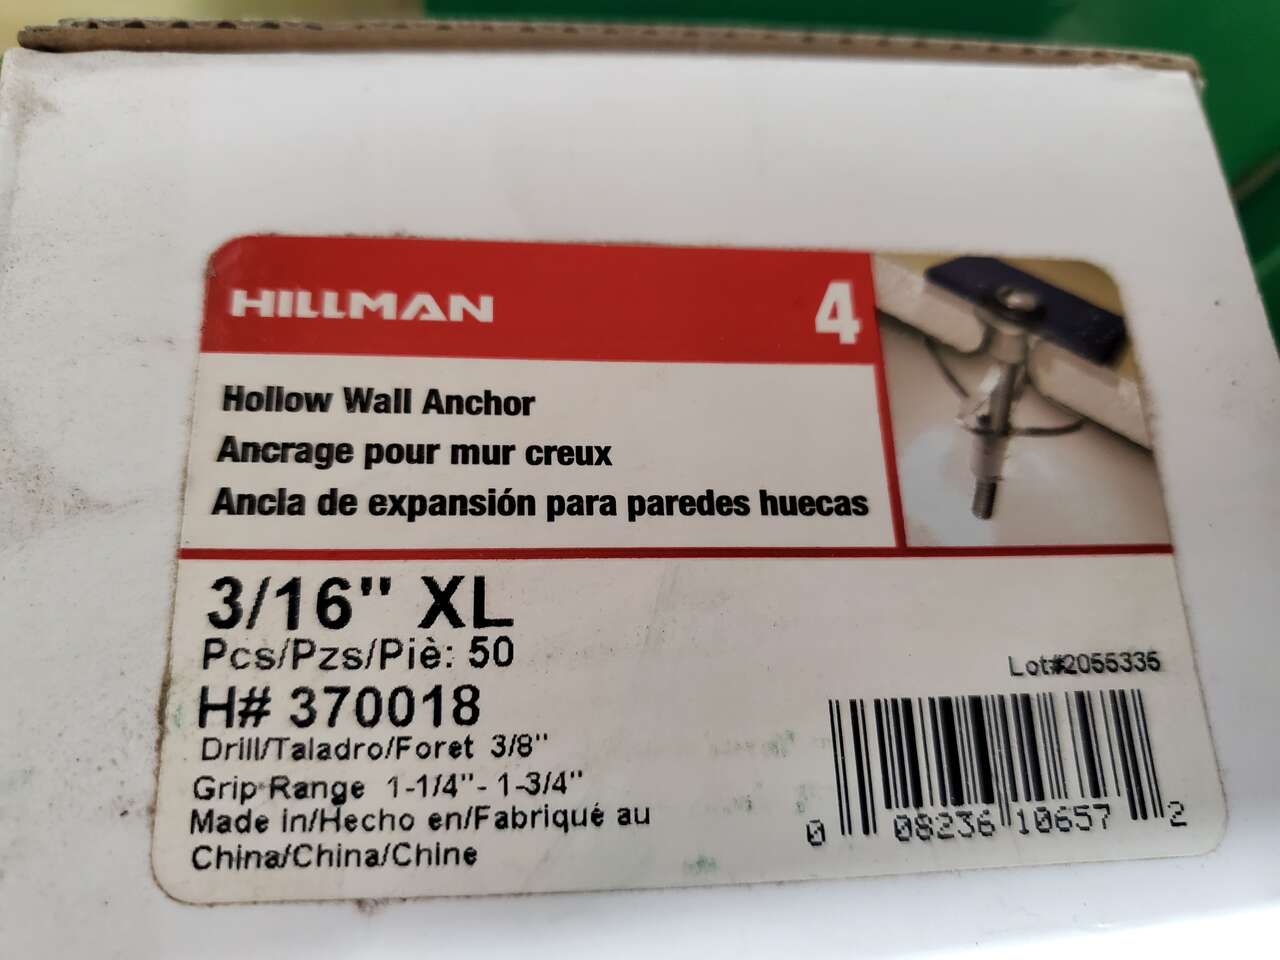 HILLMAN
4
Hollow Wall Anchor
Ancrage pour mur creux
Ancla de expansión para paredes huecas
3/16" XL
Pcs/Pzs/Piè: 50
H# 370018
Drill/Taladro/Foret 3/8"
Grip Range 1-1/4"- 1-3/4"
Made in/Hecho en/Fabriqué au
China/China/Chine
Lot#2055335
0 08236 10657 2